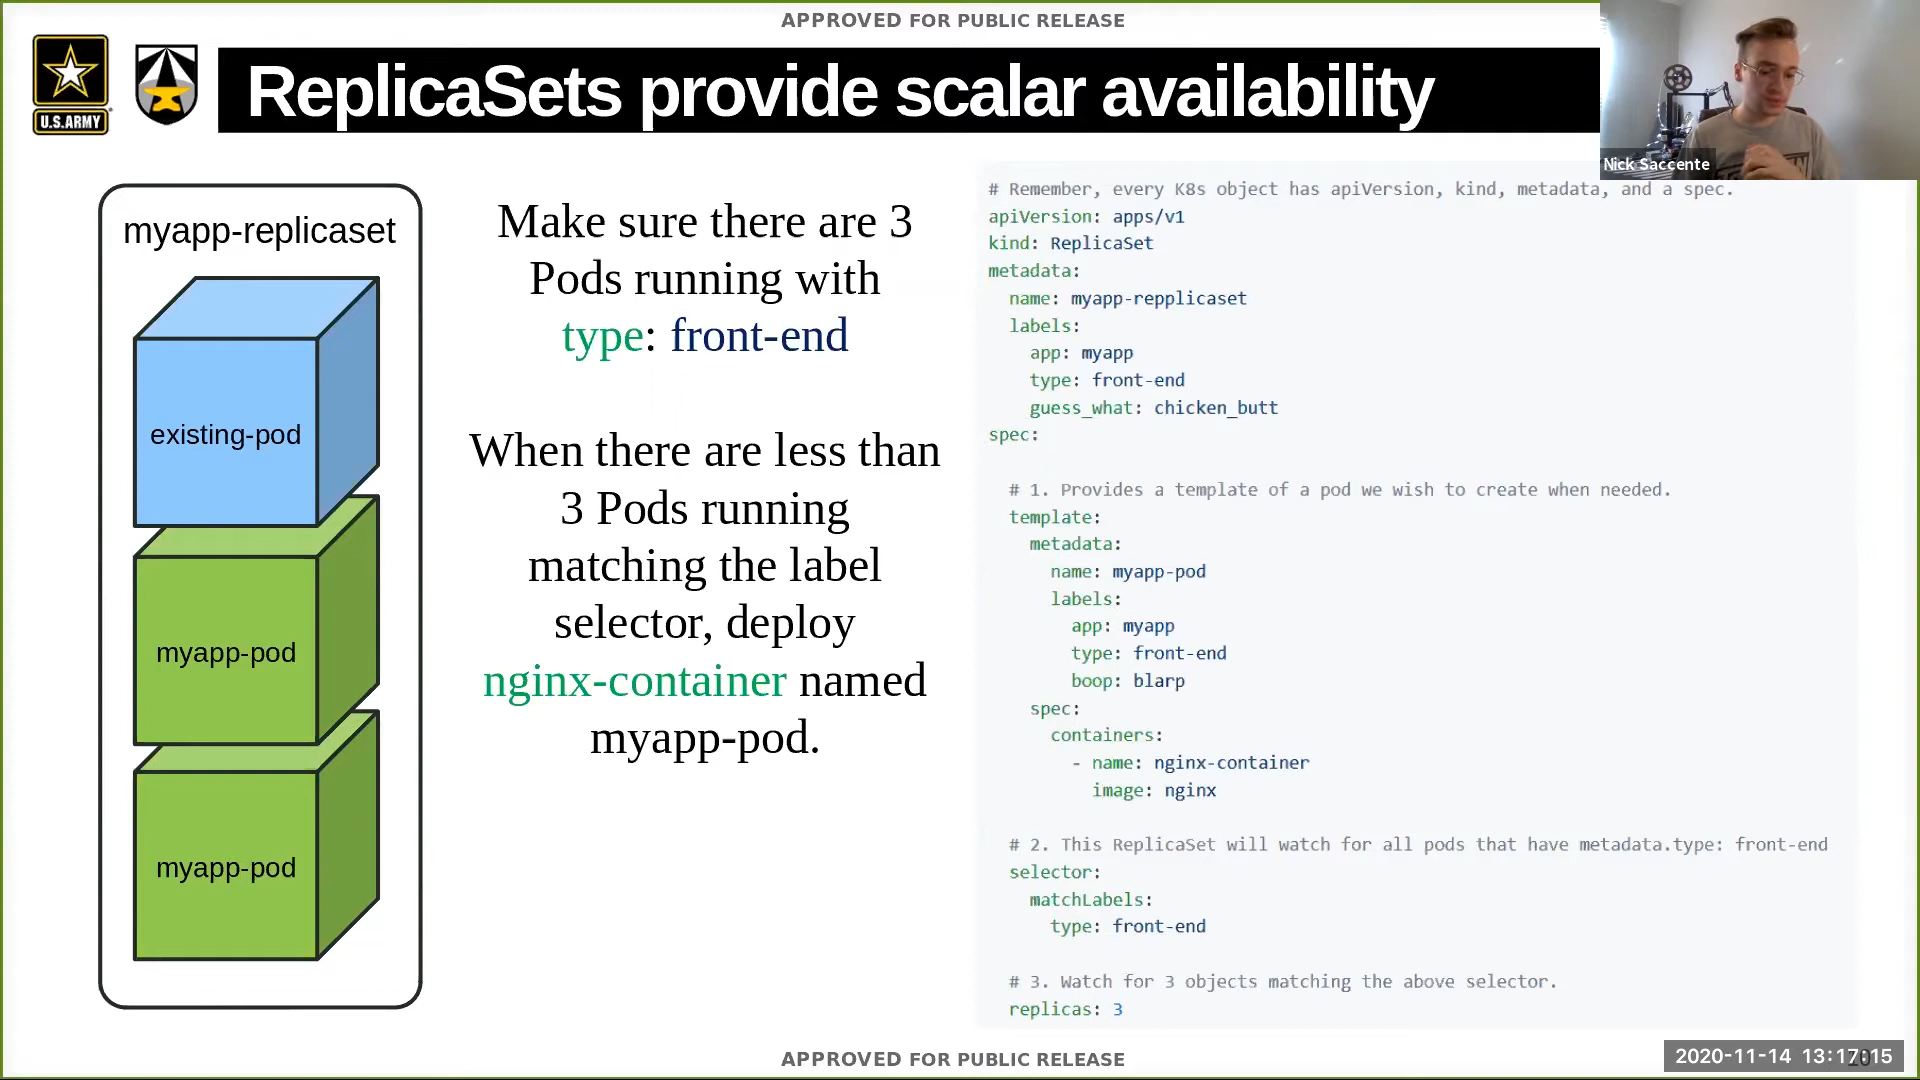 APPROVED FOR PUBLIC RELEASE
U.S.ARMY
ReplicaSets provide scalar availability
Nick Saccente
myapp-replicaset
existing-pod
myapp-pod
myapp-pod
Make sure there are 3
Pods running with
type: front-end
When there are less than
3 Pods running
matching the label
selector, deploy
nginx-container named
myapp-pod.
# Remember, every K8s object has apiVersion, kind, metadata, and a spec.
apiVersion: apps/v1
kind: ReplicaSet
metadata:
  name: myapp-repplicaset
  labels:
    app: myapp
    type: front-end
    guess_what: chicken_butt
spec:
  # 1. Provides a template of a pod we wish to create when needed.
  template:
    metadata:
      name: myapp-pod
      labels:
        app: myapp
        type: front-end
        boop: blarp
    spec:
      containers:
        - name: nginx-container
          image: nginx
  # 2. This ReplicaSet will watch for all pods that have metadata.type: front-end
  selector:
    matchLabels:
      type: front-end
  # 3. Watch for 3 objects matching the above selector.
  replicas: 3
APPROVED FOR PUBLIC RELEASE
2020-11-14 13:17:15